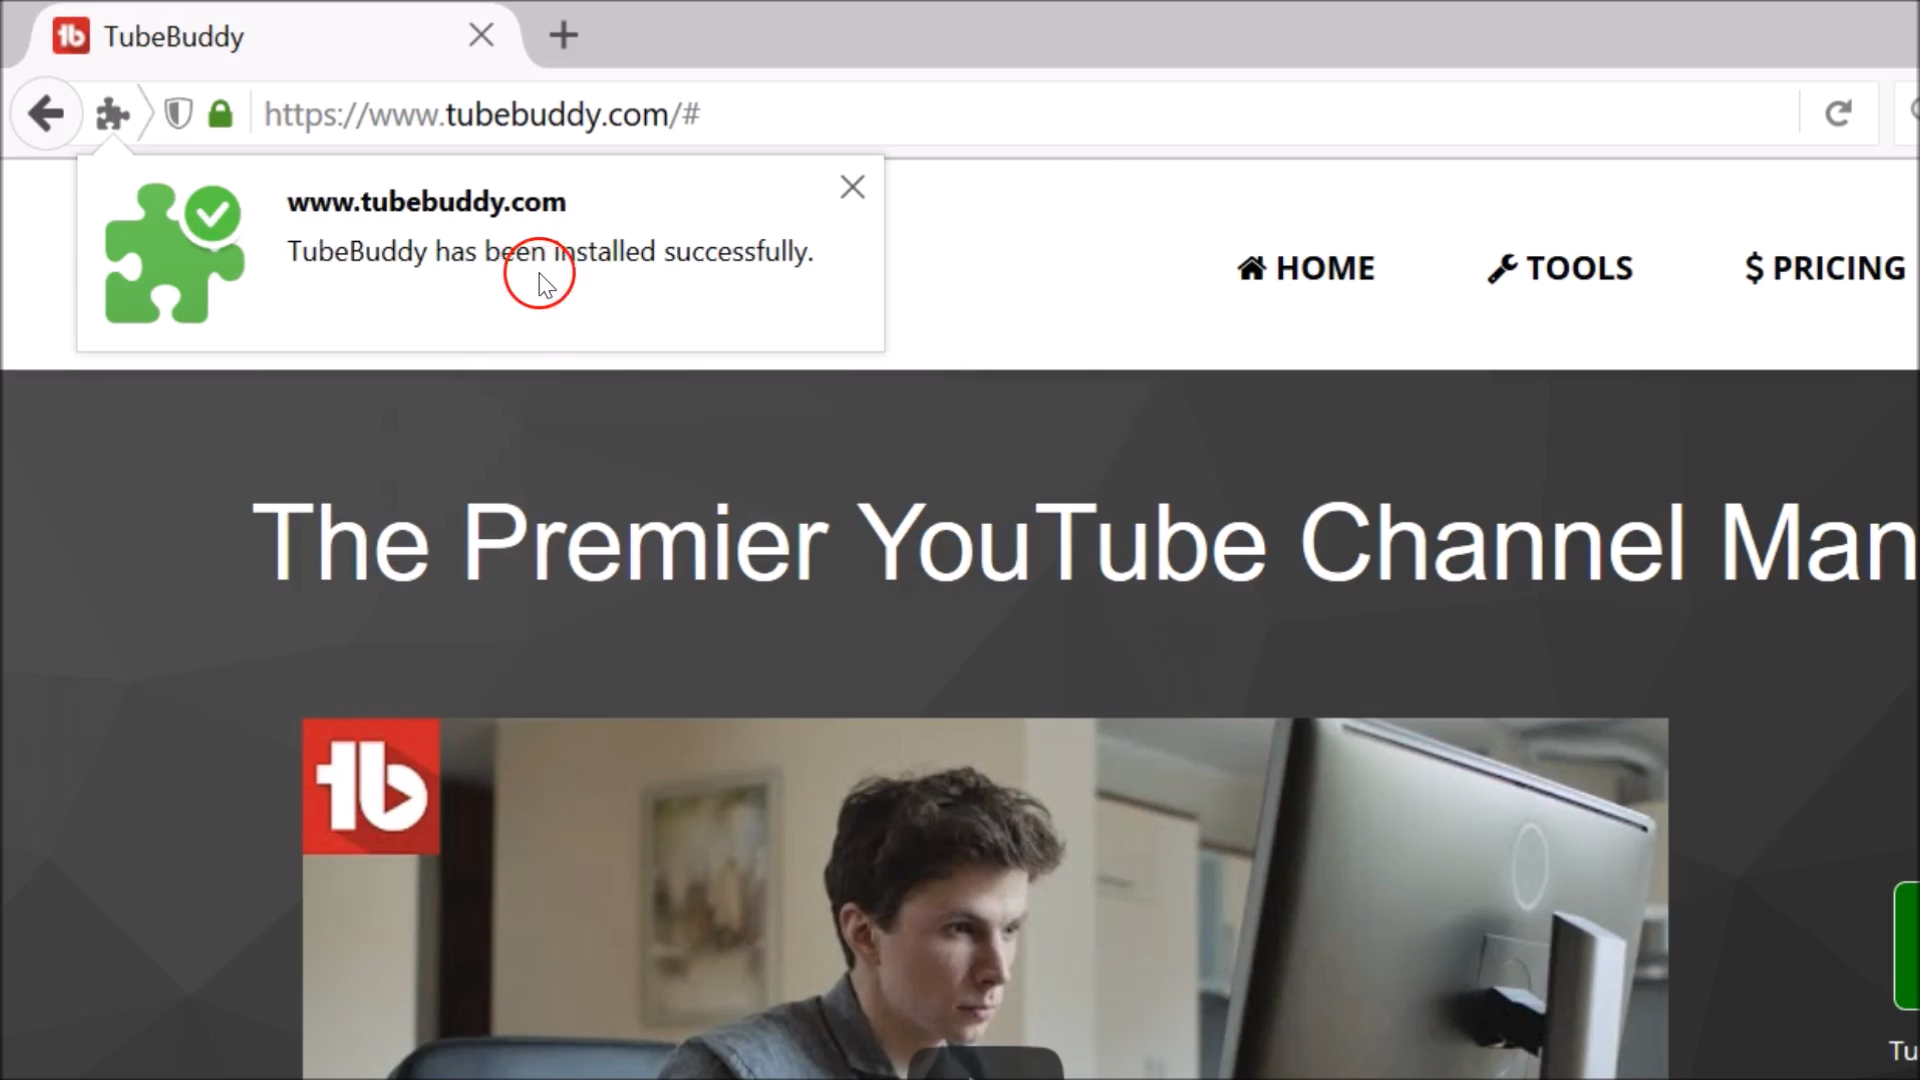 TubeBuddy
https://www.tubebuddy.com/#
www.tubebuddy.com
TubeBuddy has been installed successfully.
HOME TOOLS $ PRICING
The Premier YouTube Channel Man
tb
Tu